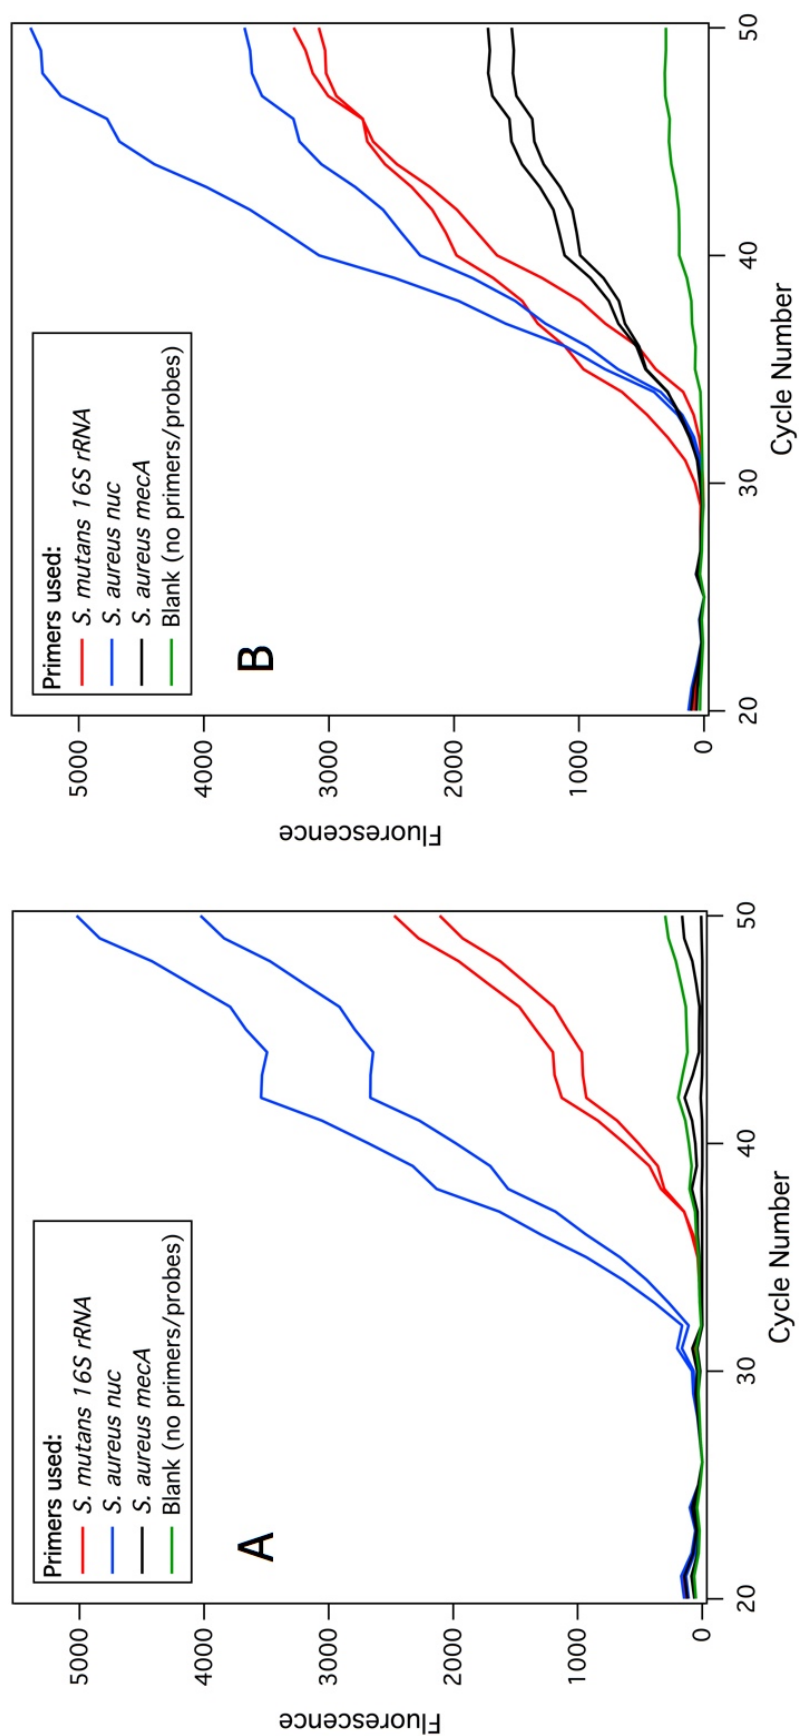 A
Primers used:
S. mutans 16S rRNA
S. aureus nuc
S. aureus mecA
Blank (no primers/probes)
Fluorescence
5000
4000
3000
2000
1000
0
20
30
40
50
Cycle Number
B
Primers used:
S. mutans 16S rRNA
S. aureus nuc
S. aureus mecA
Blank (no primers/probes)
Fluorescence
5000
4000
3000
2000
1000
0
20
30
40
50
Cycle Number